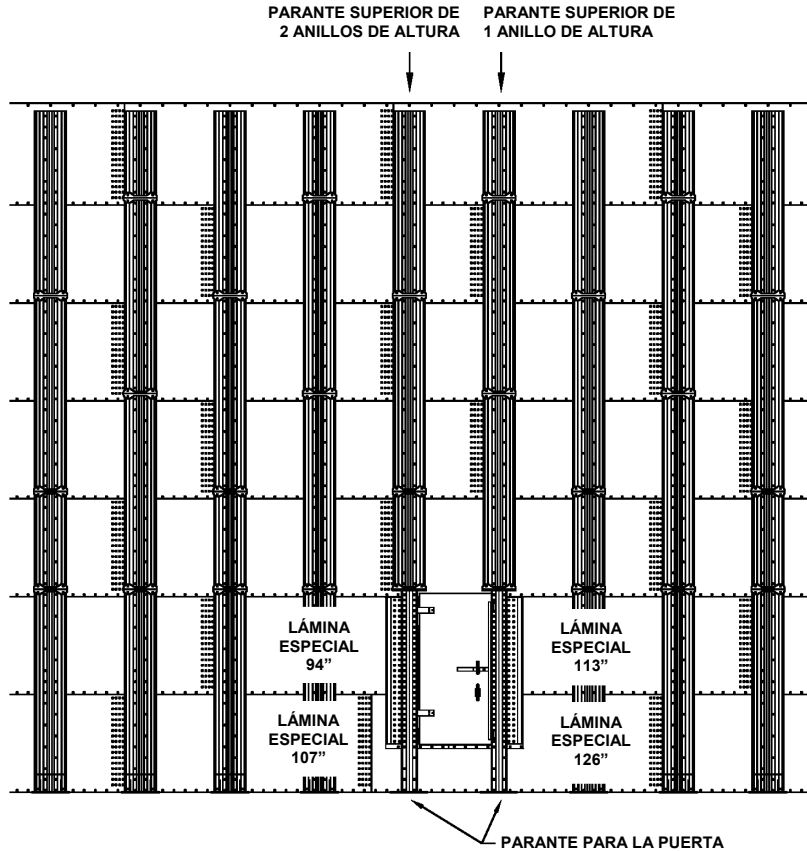 PARANTE SUPERIOR DE
2 ANILLOS DE ALTURA
PARANTE SUPERIOR DE
1 ANILLO DE ALTURA
LÁMINA
ESPECIAL
94”
LÁMINA
ESPECIAL
113”
LÁMINA
ESPECIAL
107”
LÁMINA
ESPECIAL
126”
PARANTE PARA LA PUERTA